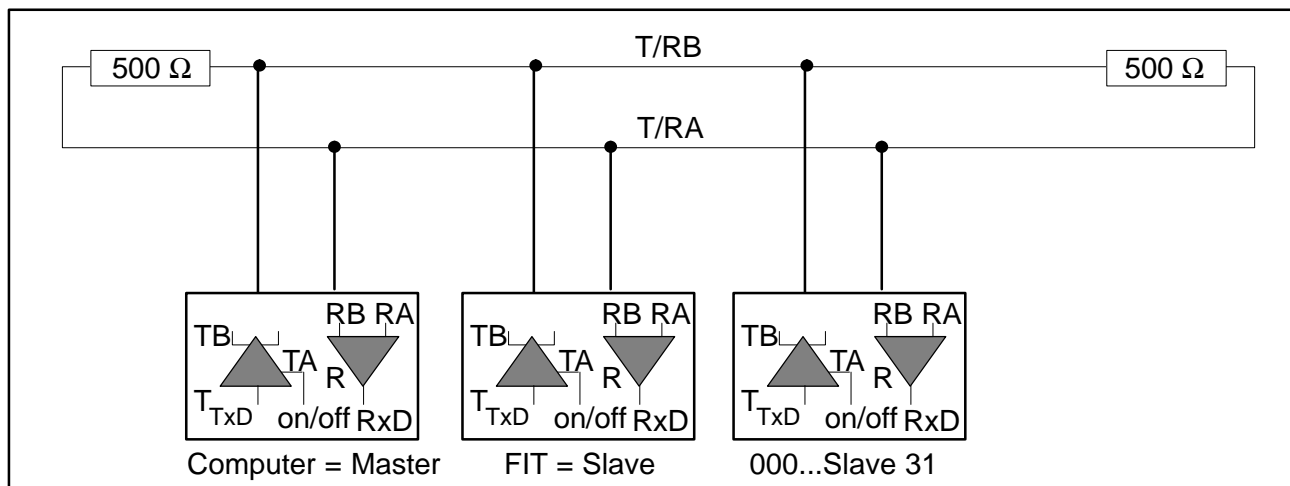 T/RB
500 Ω
500 Ω
T/RA
RB RA
TB
TA
R
T
TxD
on/off
RxD
RB RA
TB
TA
R
T
TxD
on/off
RxD
RB RA
TB
TA
R
T
TxD
on/off
RxD
Computer = Master
FIT = Slave
000...Slave 31